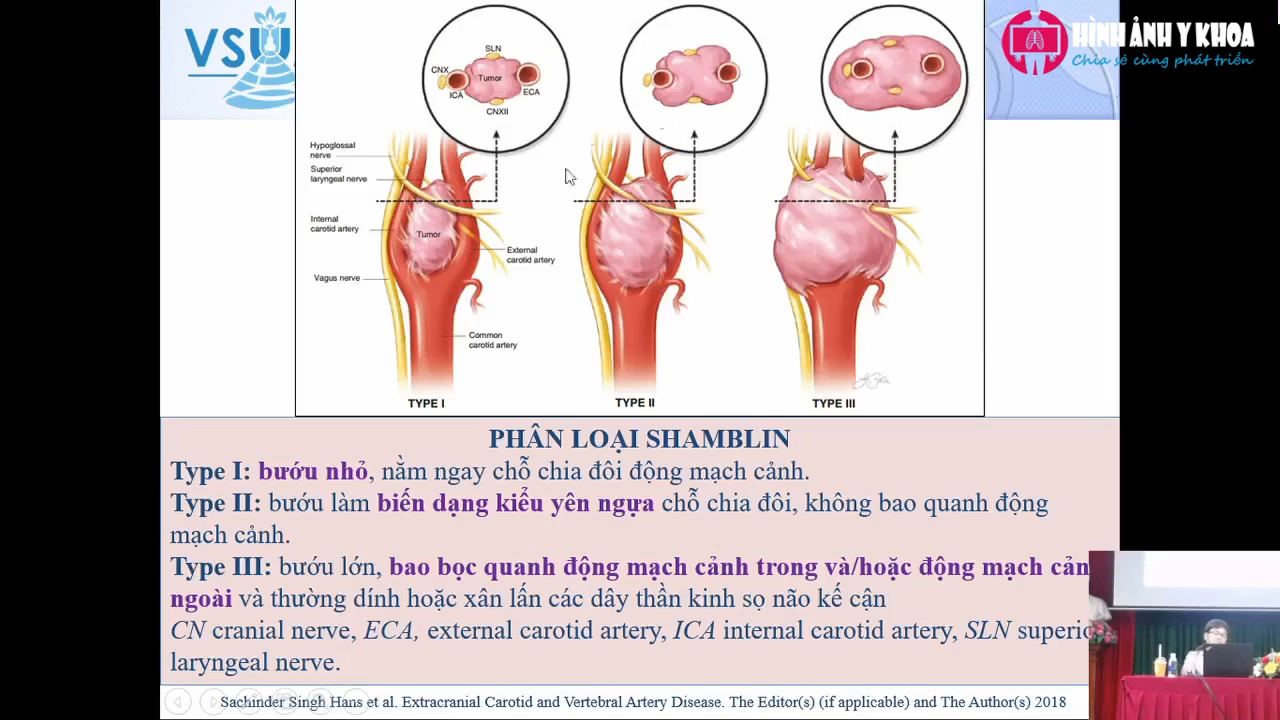 VSU
HÌNH ẢNH Y KHOA
Chia sẻ cùng phát triển
SLN
CNX
Tumor
ICA
ECA
CNXII
Hypoglossal
nerve
Superior
laryngeal nerve
Internal
carotid artery
Tumor
External
carotid artery
Vagus nerve
Common
carotid artery
TYPE I
TYPE II
TYPE III
PHÂN LOẠI SHAMBLIN
Type I: bướu nhỏ, nằm ngay chỗ chia đôi động mạch cảnh.
Type II: bướu làm biến dạng kiểu yên ngựa chỗ chia đôi, không bao quanh động
mạch cảnh.
Type III: bướu lớn, bao bọc quanh động mạch cảnh trong và/hoặc động mạch cản
ngoài và thường dính hoặc xân lấn các dây thần kinh sọ não kế cận
CN cranial nerve, ECA, external carotid artery, ICA internal carotid artery, SLN superio
laryngeal nerve.
Sachinder Singh Hans et al. Extracranial Carotid and Vertebral Artery Disease. The Editor(s) (if applicable) and The Author(s) 2018